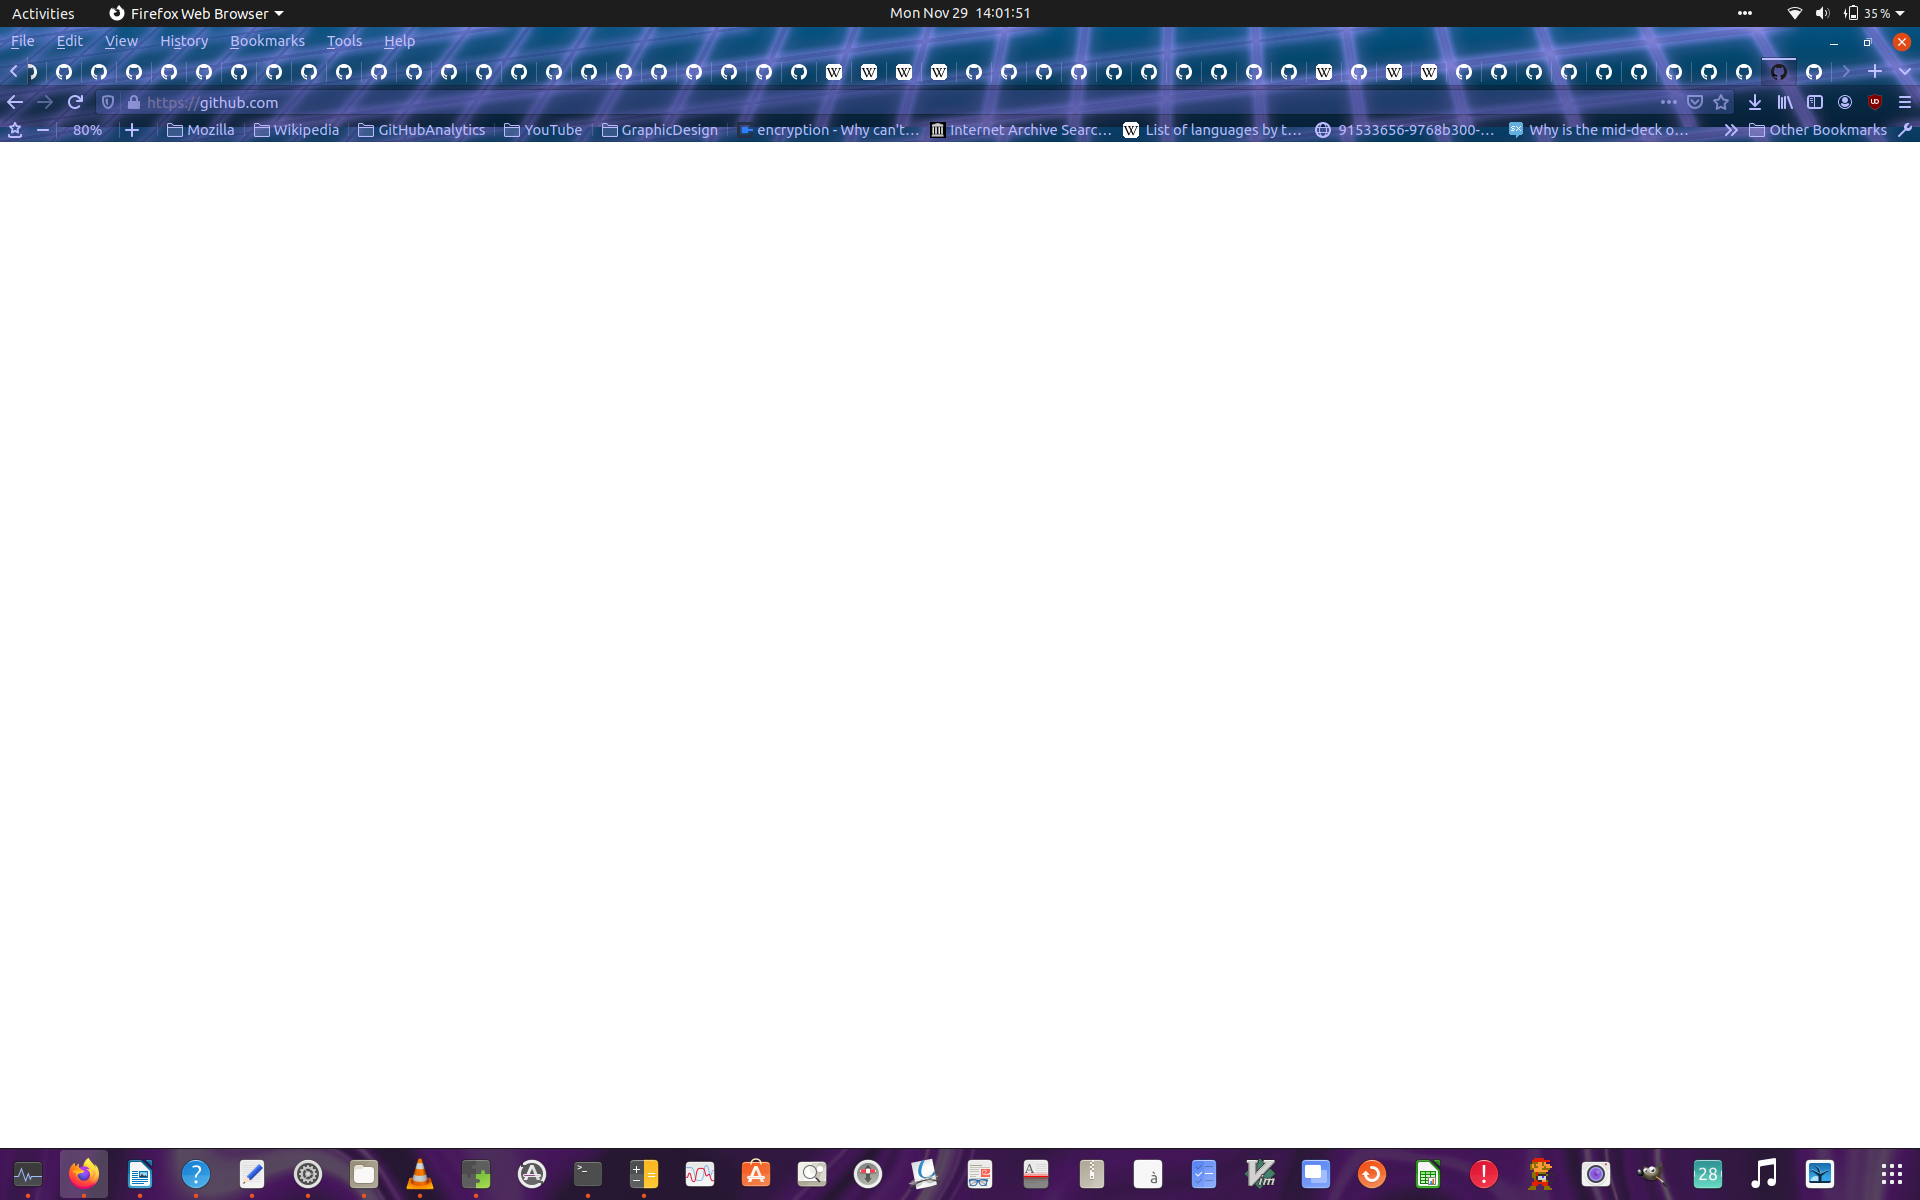 Activities Firefox Web Browser Mon Nov 29 14:01:51 35 %
File Edit View History Bookmarks Tools Help
W W W W W W W
https://github.com
80% Mozilla Wikipedia GitHubAnalytics YouTube GraphicDesign encryption - Why can't... Internet Archive Searc... W List of languages by t... 91533656-9768b300-... Why is the mid-deck o... Other Bookmarks
? >_ A à Vim ! 28